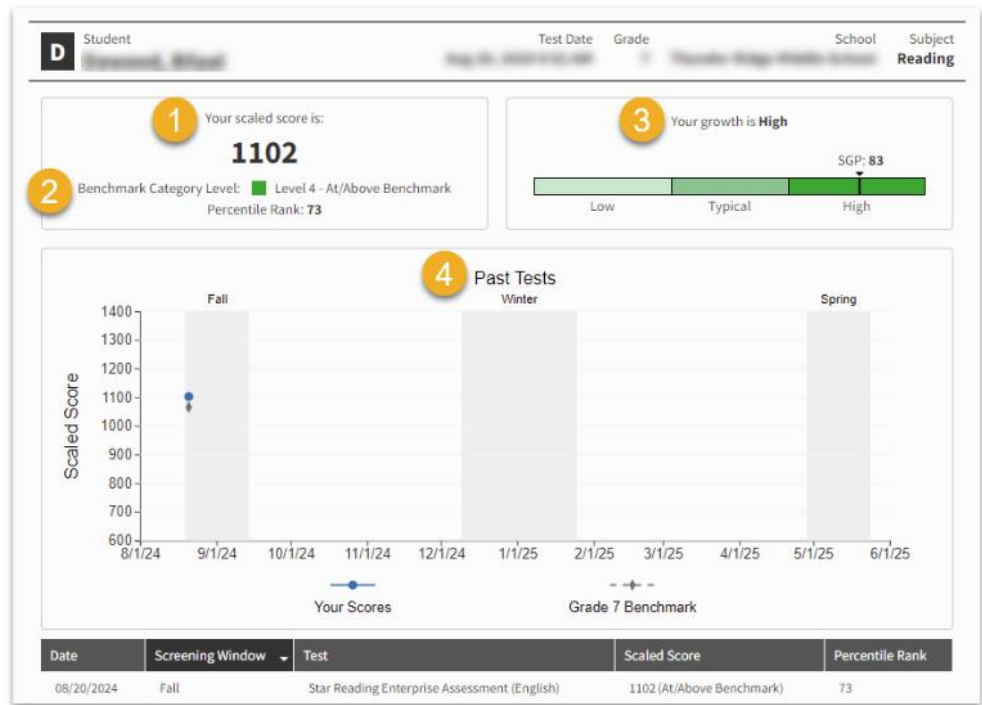 D Student Test Date Grade School Subject
Reading
1 Your scaled score is:
1102
2 Benchmark Category Level: Level 4 - At/Above Benchmark
Percentile Rank: 73
3 Your growth is High
SGP: 83
Low Typical High
4 Past Tests
Fall Winter Spring
1400
1300
1200
1100
1000
900
800
700
600
Scaled Score
8/1/24 9/1/24 10/1/24 11/1/24 12/1/24 1/1/25 2/1/25 3/1/25 4/1/25 5/1/25 6/1/25
Your Scores Grade 7 Benchmark
Date Screening Window Test Scaled Score Percentile Rank
08/20/2024 Fall Star Reading Enterprise Assessment (English) 1102 (At/Above Benchmark) 73